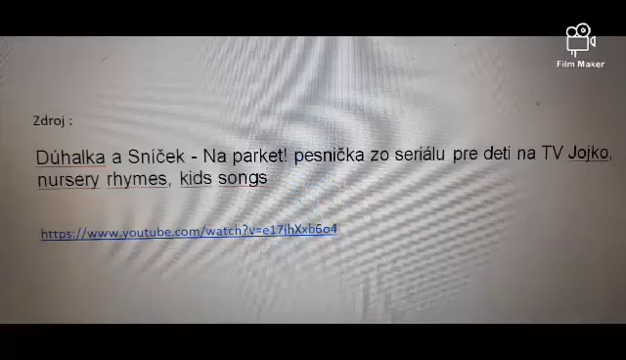 Film Maker
Zdroj :
Dúhalka a Sníček - Na parket! pesnička zo seriálu pre deti na TV Jojko,
nursery rhymes, kids songs
https://www.youtube.com/watch?v=e17jhXxb6o4